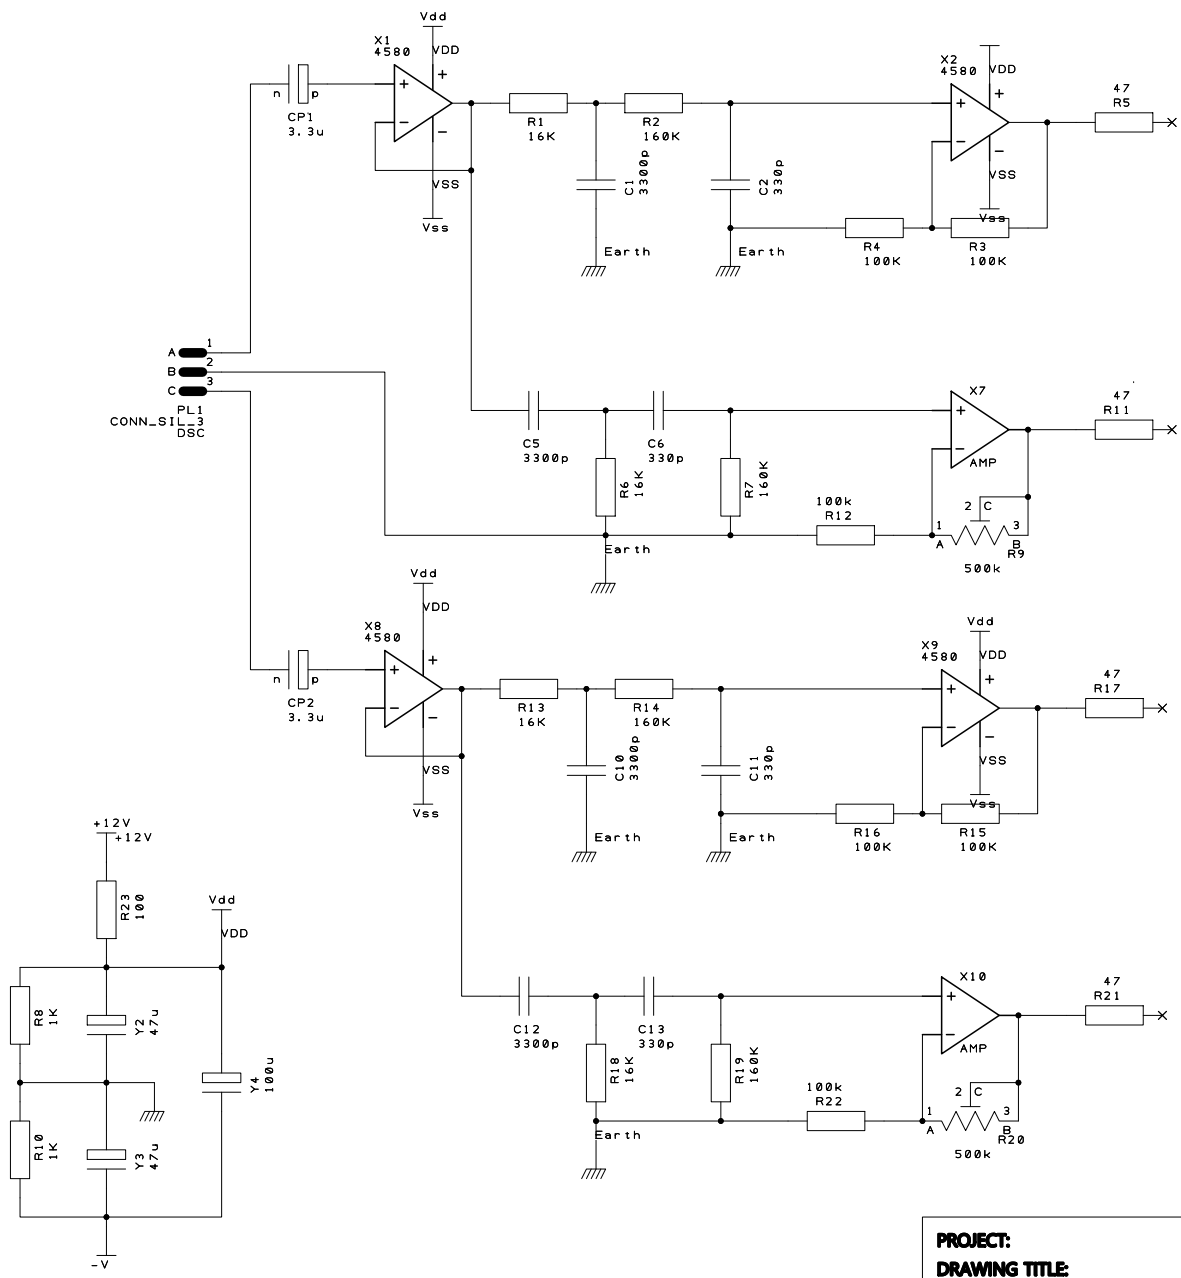 Vdd
VDD
X1
4580
+
−
+
−
VSS
Vss
n p
CP1
3.3u
R1
16K
R2
160K
C1
3300p
C2
330p
Earth
Earth
X2
4580
VDD
+
−
+
−
VSS
Vss
R4
100K
R3
100K
47
R5
A 1
B 2
C 3
PL1
CONN_SIL_3
DSC
C5
3300p
C6
330p
R6
16K
R7
160K
X7
+
−
AMP
47
R11
100k
R12
1 2 C 3
A B
R9
500k
Earth
Vdd
VDD
X8
4580
+
−
+
−
VSS
Vss
n p
CP2
3.3u
R13
16K
R14
160K
C10
3300p
C11
330p
Earth
Earth
Vdd
VDD
X9
4580
+
−
+
−
VSS
Vss
R16
100K
R15
100K
47
R17
+12V
+12V
R23
100
Vdd
VDD
R8
1K
Y2
47u
Y4
100u
R10
1K
Y3
47u
-V
C12
3300p
C13
330p
R18
16K
R19
160K
X10
+
−
AMP
47
R21
100k
R22
1 2 C 3
A B
R20
500k
Earth
PROJECT:
DRAWING TITLE: